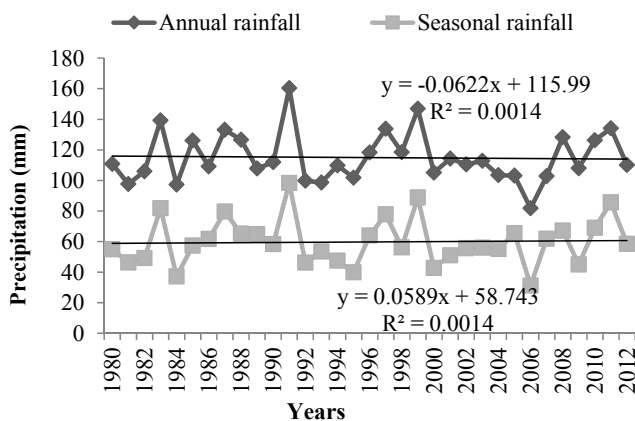 Annual rainfall Seasonal rainfall
180
160
140
120
100
80
60
40
20
0
Precipitation (mm)
y = -0.0622x + 115.99
R² = 0.0014
y = 0.0589x + 58.743
R² = 0.0014
1980 1982 1984 1986 1988 1990 1992 1994 1996 1998 2000 2002 2004 2006 2008 2010 2012
Years